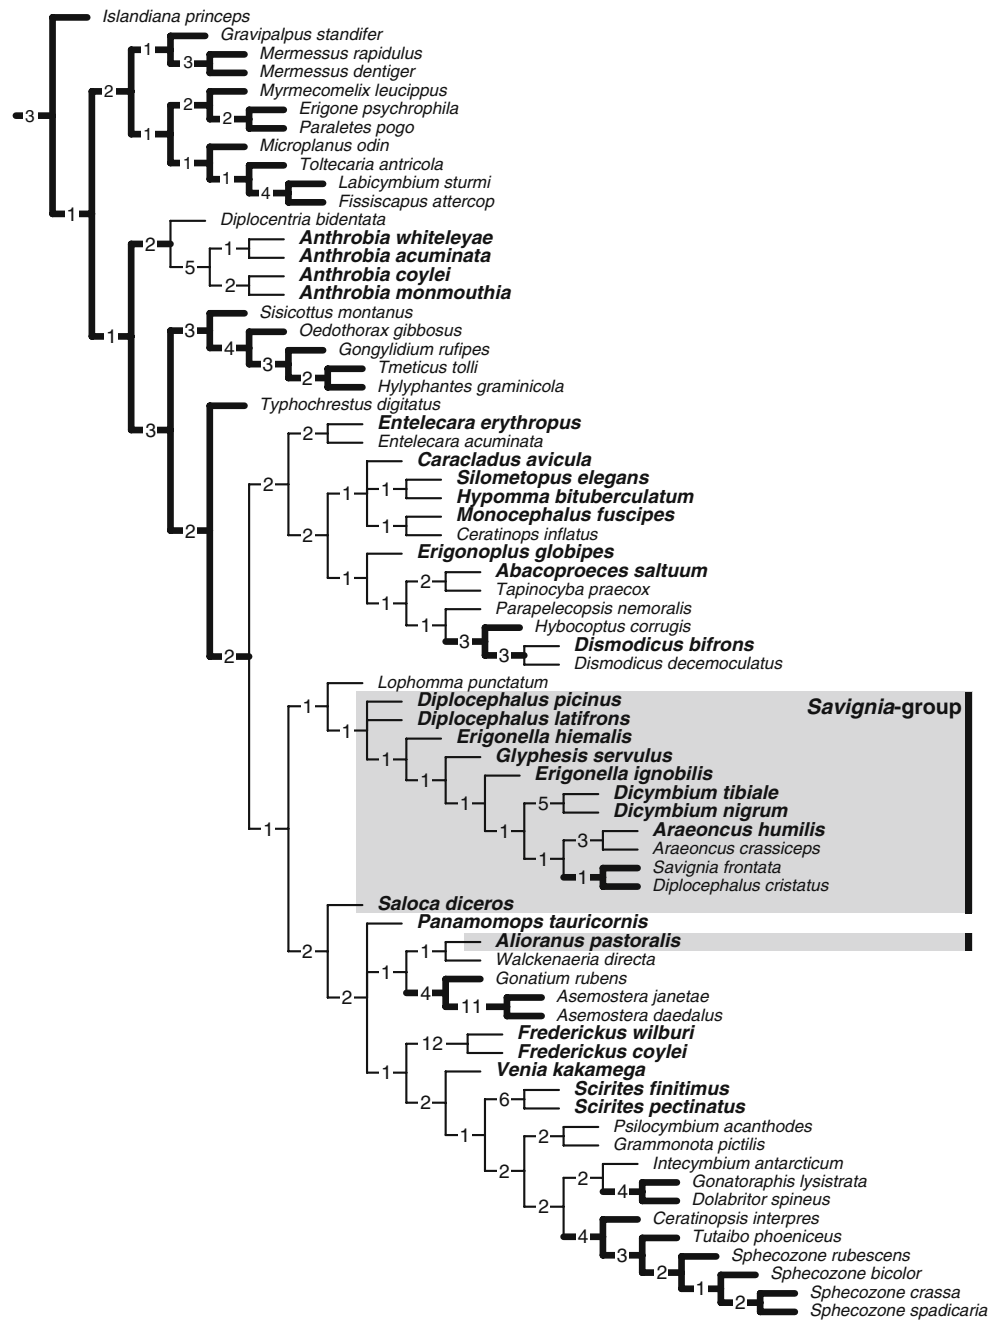 Islandiana princeps
Gravipalpus standifer
1
Mermessus rapidulus
3
Mermessus dentiger
2
Myrmecomelix leucippus
2
Erigone psychrophila
3
2
Paraletes pogo
1
Microplanus odin
1
Toltecaria antricola
1
Labicymbium sturmi
4
Fissiscapus attercop
1
Diplocentria bidentata
Anthrobia whiteleyae
2
1
Anthrobia acuminata
5
Anthrobia coylei
2
Anthrobia monmouthia
Sisicottus montanus
3
Oedothorax gibbosus
1
4
Gongylidium rufipes
3
Tmeticus tolli
2
Hylyphantes graminicola
Typhochrestus digitatus
3
Entelecara erythropus
2
Entelecara acuminata
Caracladus avicula
2
Silometopus elegans
1
1
Hypomma bituberculatum
Monocephalus fuscipes
2
1
Ceratinops inflatus
2
Erigonoplus globipes
1
Abacoproeces saltuum
2
Tapinocyba praecox
1
Parapelecopsis nemoralis
1
Hybocoptus corrugis
3
Dismodicus bifrons
2
3
Dismodicus decemoculatus
Lophomma punctatum
1
Diplocephalus picinus
Savignia-group
Diplocephalus latifrons
1
Erigonella hiemalis
1
Glyphesis servulus
1
Erigonella ignobilis
1
Dicymbium tibiale
5
Dicymbium nigrum
1
1
Araeoncus humilis
3
Araeoncus crassiceps
1
Savignia frontata
1
Diplocephalus cristatus
Saloca diceros
Panamomops tauricornis
2
Alioranus pastoralis
1
Walckenaeria directa
1
Gonatium rubens
4
2
Asemostera janetae
11
Asemostera daedalus
Frederickus wilburi
12
Frederickus coylei
1
Venia kakamega
2
Scirites finitimus
6
Scirites pectinatus
1
Psilocymbium acanthodes
2
Grammonota pictilis
2
Intecymbium antarcticum
2
Gonatoraphis lysistrata
4
Dolabritor spineus
2
Ceratinopsis interpres
4
Tutaibo phoeniceus
3
Sphecozone rubescens
2
Sphecozone bicolor
1
Sphecozone crassa
2
Sphecozone spadicaria